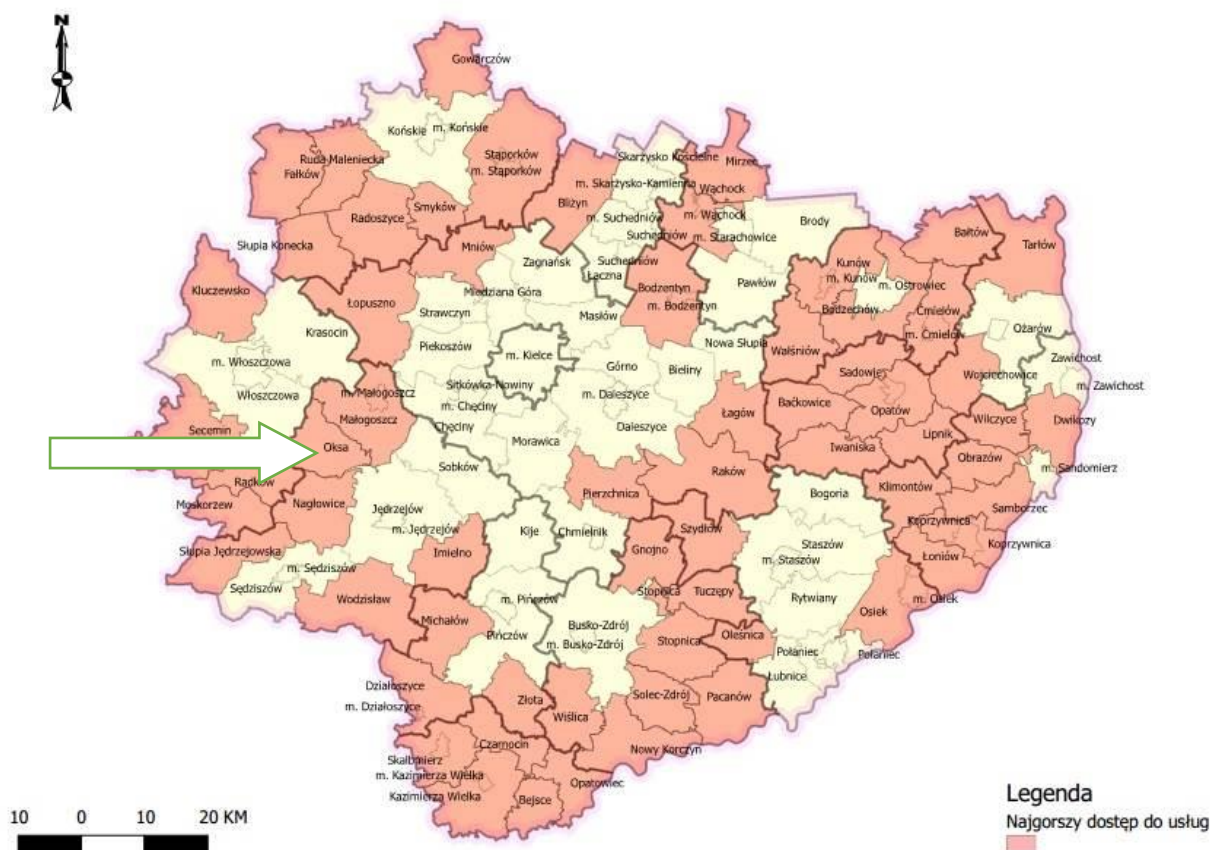 N
Gowarczów
Końskie
m. Końskie
Ruda Maleniecka
Fałków
Stąporków
m. Stąporków
Skarżysko Kościelne
Mirzec
m. Skarżysko-Kamienna
Wąchock
Bliżyn
Smyków
Radoszyce
m. Suchedniów
m. Wąchock
Brody
Suchedniów
m. Starachowice
Bałtów
Tarłów
Słupia Konecka
Mniów
Zagnańsk
Suchedniów
Łączna
Kunów
m. Kunów
m. Ostrowiec
Kluczewsko
Łopuszno
Miedziana Góra
Bodzentyn
m. Bodzentyn
Pawłów
Bodzechów
Ćmielów
m. Ćmielów
Strawczyn
Masłów
Ożarów
Krasocin
Piekoszów
m. Kielce
Nowa Słupia
Waśniów
Zawichost
m. Zawichost
m. Włoszczowa
Włoszczowa
Górno
Bieliny
Sadowie
Wojciechowice
Sitkówka-Nowiny
m. Małogoszcz
m. Chęciny
m. Daleszyce
Baćkowice
Opatów
Małogoszcz
Chęciny
Łagów
Wilczyce
Dwikozy
Secemin
Daleszyce
Lipnik
Oksa
Morawica
Iwaniska
Obrazów
Sobków
Raków
m. Sandomierz
Radków
Moskorzew
Nagłowice
Pierzchnica
Bogoria
Klimontów
Jędrzejów
m. Jędrzejów
Samborzec
Kije
Chmielnik
Szydłów
Koprzywnica
Koprzywnica
Słupia Jędrzejowska
Imielno
Gnojno
Staszów
m. Staszów
Łoniów
m. Sędziszów
Sędziszów
Wodzisław
m. Pińczów
Stopnica
Tuczępy
Rytwiany
m. Osiek
Osiek
Michałów
Pińczów
Busko-Zdrój
m. Busko-Zdrój
Stopnica
Oleśnica
Połaniec
Połaniec
Łubnice
Działoszyce
m. Działoszyce
Złota
Wiślica
Solec-Zdrój
Pacanów
Czarnocin
Nowy Korczyn
Skalbmierz
m. Kazimierza Wielka
Kazimierza Wielka
Bejsce
Opatowiec
10 0 10 20 KM
Legenda
Najgorszy dostęp do usług